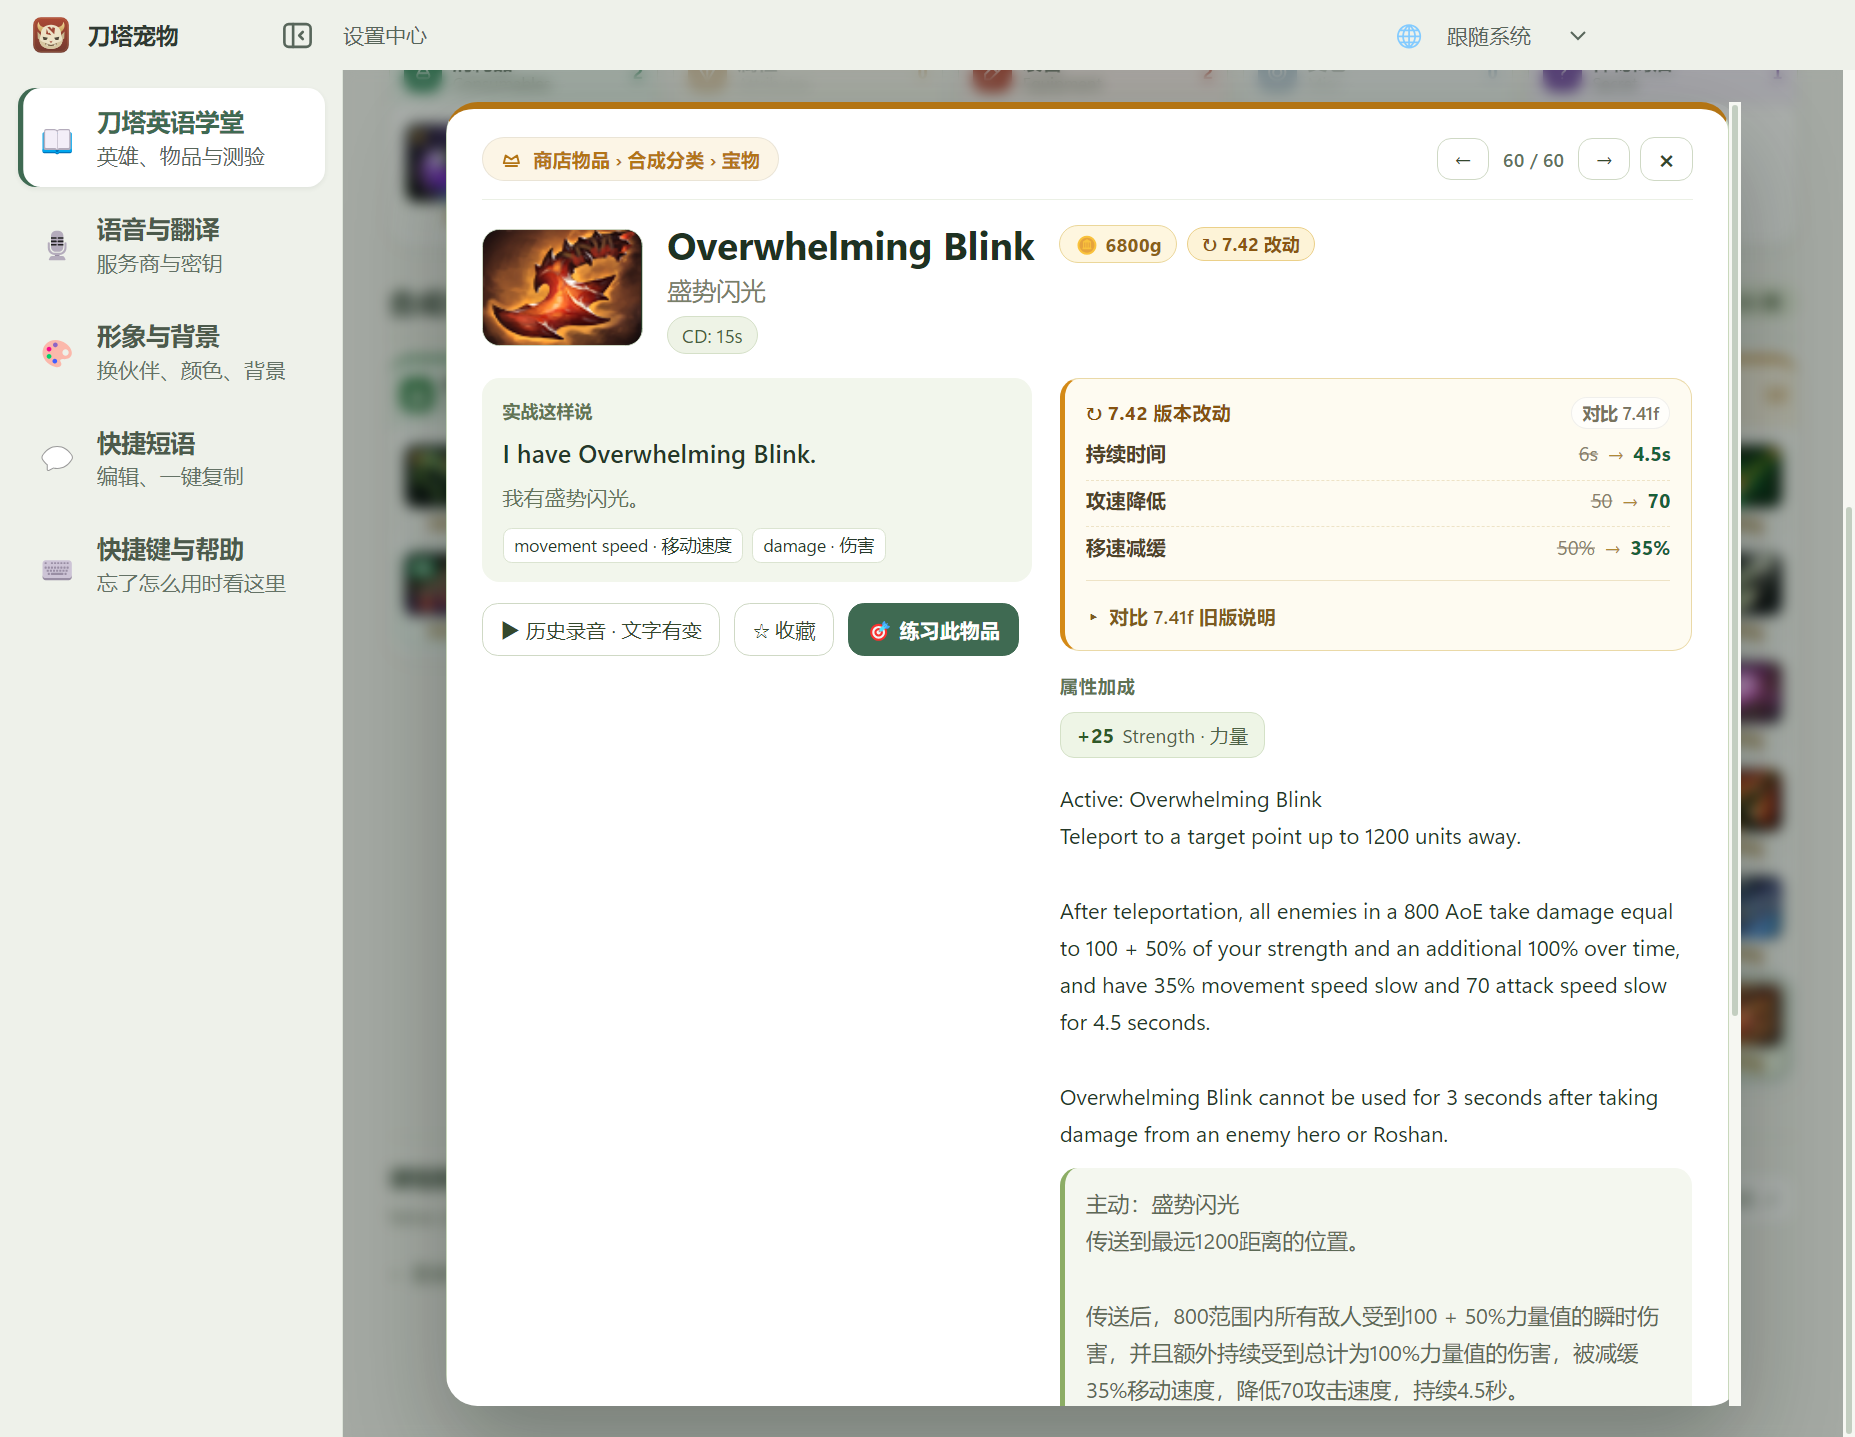 刀塔宠物
设置中心
跟随系统
刀塔英语学堂
英雄、物品与测验
语音与翻译
服务商与密钥
形象与背景
换伙伴、颜色、背景
快捷短语
编辑、一键复制
快捷键与帮助
忘了怎么用时看这里
商店物品 › 合成分类 › 宝物
← 60 / 60 → ×
Overwhelming Blink
6800g
↻ 7.42 改动
盛势闪光
CD: 15s
实战这样说
I have Overwhelming Blink.
我有盛势闪光。
movement speed · 移动速度
damage · 伤害
▶ 历史录音 · 文字有变
☆ 收藏
练习此物品
↻ 7.42 版本改动
对比 7.41f
持续时间 6s → 4.5s
攻速降低 50 → 70
移速减缓 50% → 35%
▸ 对比 7.41f 旧版说明
属性加成
+25 Strength · 力量
Active: Overwhelming Blink
Teleport to a target point up to 1200 units away.
After teleportation, all enemies in a 800 AoE take damage equal
to 100 + 50% of your strength and an additional 100% over time,
and have 35% movement speed slow and 70 attack speed slow
for 4.5 seconds.
Overwhelming Blink cannot be used for 3 seconds after taking
damage from an enemy hero or Roshan.
主动：盛势闪光
传送到最远1200距离的位置。
传送后，800范围内所有敌人受到100 + 50%力量值的瞬时伤
害，并且额外持续受到总计为100%力量值的伤害，被减缓
35%移动速度，降低70攻击速度，持续4.5秒。